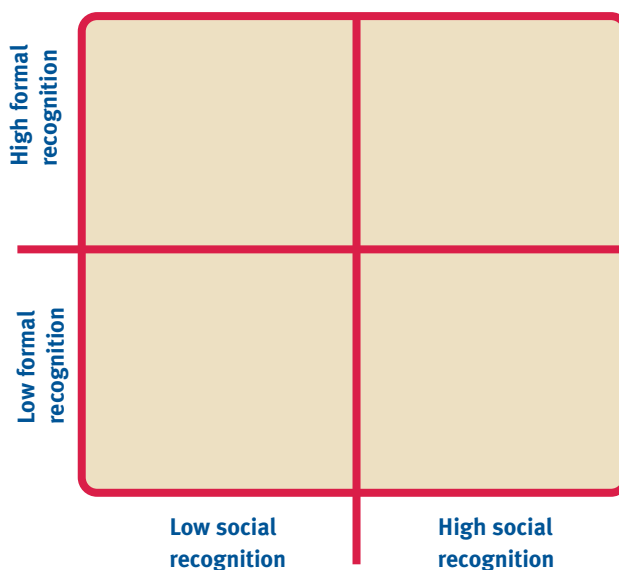 High formal
recognition
Low formal
recognition
Low social
recognition
High social
recognition